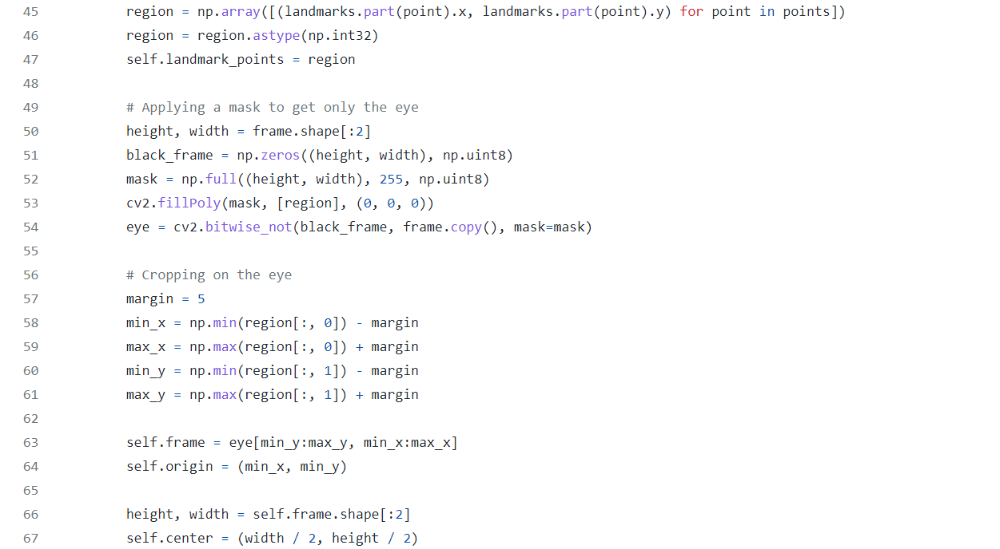 45 region = np.array([(landmarks.part(point).x, landmarks.part(point).y) for point in points])
46 region = region.astype(np.int32)
47 self.landmark_points = region
48
49 # Applying a mask to get only the eye
50 height, width = frame.shape[:2]
51 black_frame = np.zeros((height, width), np.uint8)
52 mask = np.full((height, width), 255, np.uint8)
53 cv2.fillPoly(mask, [region], (0, 0, 0))
54 eye = cv2.bitwise_not(black_frame, frame.copy(), mask=mask)
55
56 # Cropping on the eye
57 margin = 5
58 min_x = np.min(region[:, 0]) - margin
59 max_x = np.max(region[:, 0]) + margin
60 min_y = np.min(region[:, 1]) - margin
61 max_y = np.max(region[:, 1]) + margin
62
63 self.frame = eye[min_y:max_y, min_x:max_x]
64 self.origin = (min_x, min_y)
65
66 height, width = self.frame.shape[:2]
67 self.center = (width / 2, height / 2)